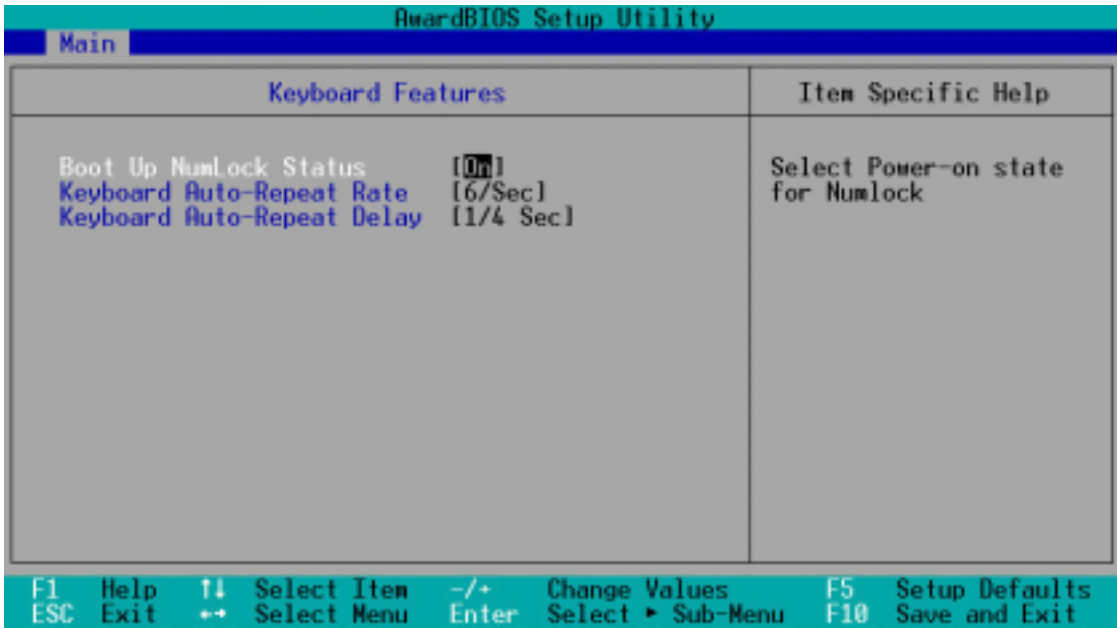 AwardBIOS Setup Utility
Main
Keyboard Features
Item Specific Help
Boot Up NumLock Status [On]
Keyboard Auto-Repeat Rate [6/Sec]
Keyboard Auto-Repeat Delay [1/4 Sec]
Select Power-on state
for Numlock
F1 Help ↑↓ Select Item -/+ Change Values F5 Setup Defaults
ESC Exit ←→ Select Menu Enter Select ► Sub-Menu F10 Save and Exit